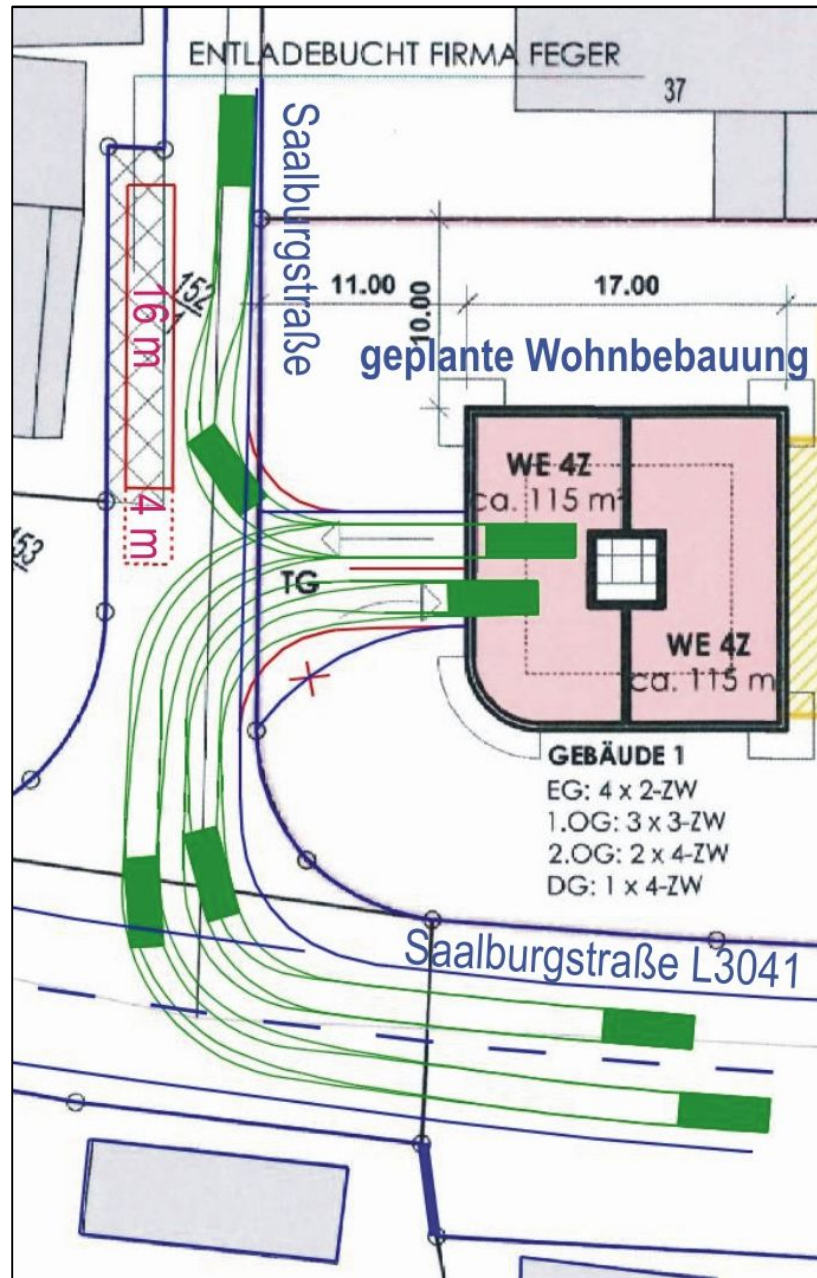 ENTLADEBUCHT FIRMA FEGER
37
Saalburgstraße
152
1
16 m
4 m
11.00
17.00
10.00
geplante Wohnbebauung
WE 4Z
ca. 115 m²
153
TG
WE 4Z
ca. 115 m
GEBÄUDE 1
EG: 4 x 2-ZW
1.OG: 3 x 3-ZW
2.OG: 2 x 4-ZW
DG: 1 x 4-ZW
Saalburgstraße L3041